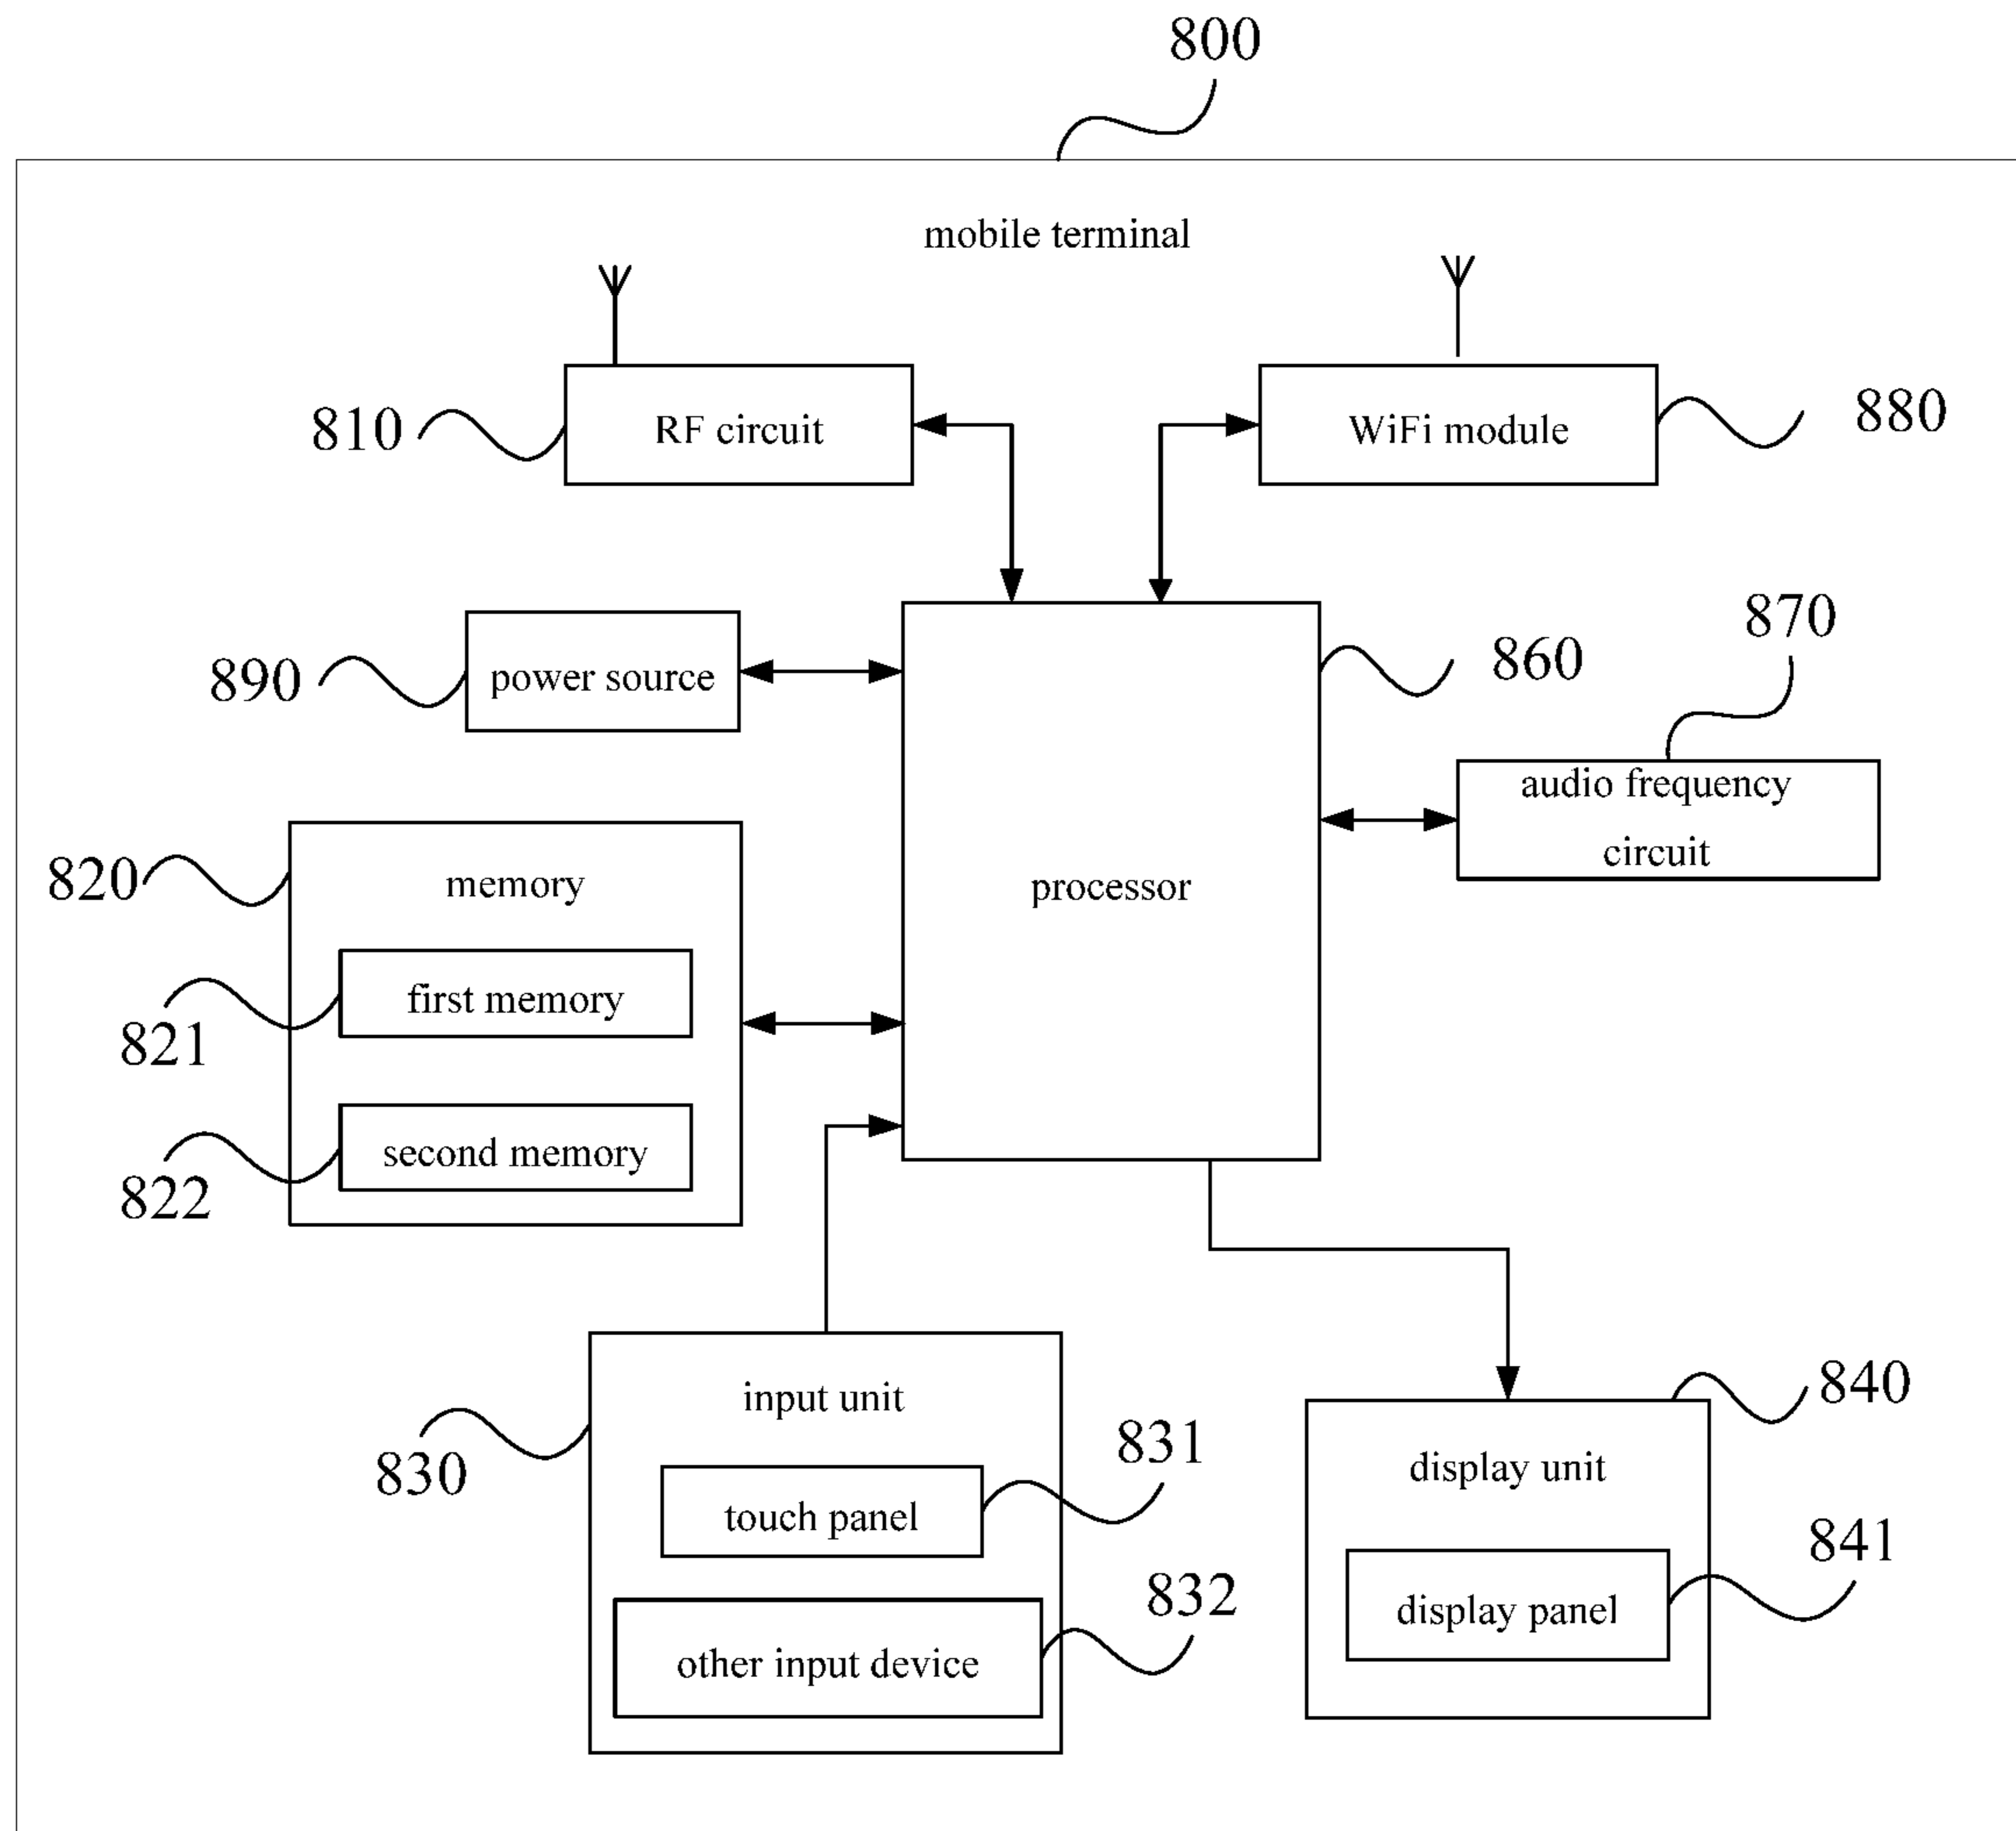 800
mobile terminal
810
RF circuit
WiFi module
880
890
power source
860
870
audio frequency
circuit
processor
820
memory
first memory
821
second memory
822
input unit
830
touch panel
831
other input device
832
display unit
840
display panel
841